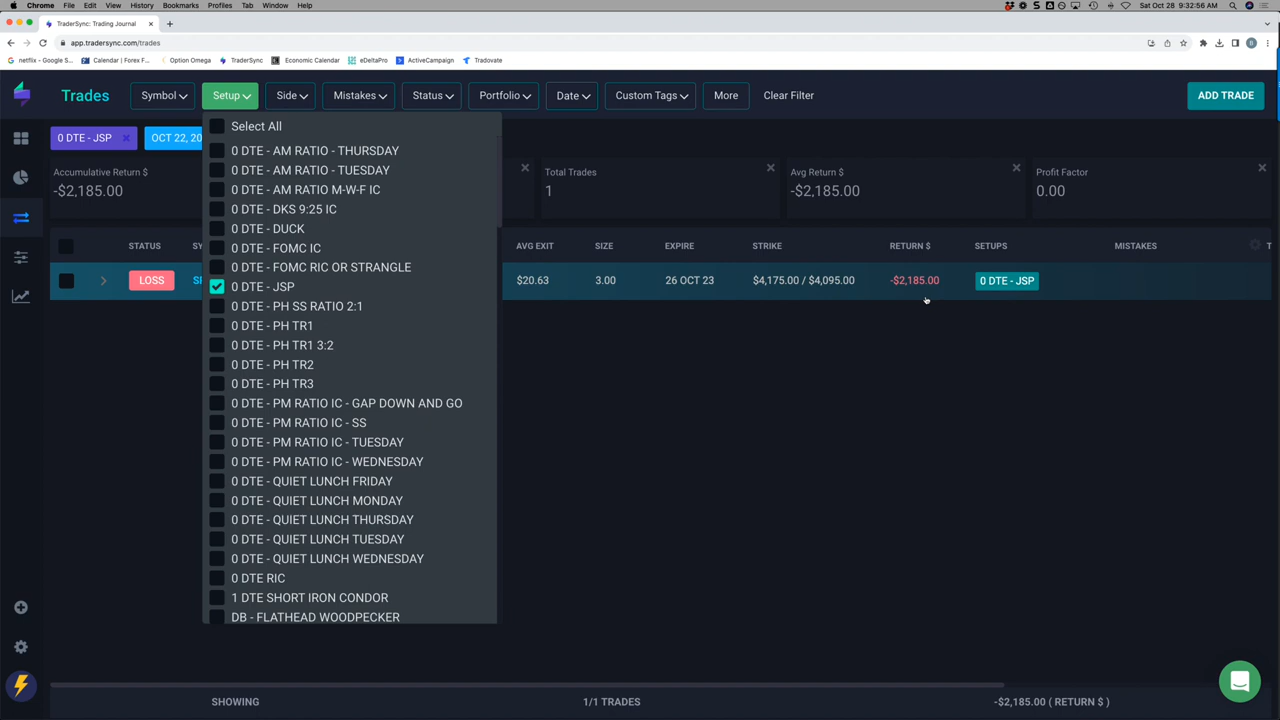 Chrome File Edit View History Bookmarks Profiles Tab Window Help
Sat Oct 28 9:32:56 AM
TraderSync: Trading Journal
app.tradersync.com/trades
netflix - Google S...
Calendar | Forex F...
Option Omega
TraderSync
Economic Calendar
eDeltaPro
ActiveCampaign
Tradovate
Trades
Symbol
Setup
Side
Mistakes
Status
Portfolio
Date
Custom Tags
More
Clear Filter
ADD TRADE
0 DTE - JSP
OCT 22, 20
Accumulative Return $
-$2,185.00
Total Trades
1
Avg Return $
-$2,185.00
Profit Factor
0.00
STATUS
AVG EXIT
SIZE
EXPIRE
STRIKE
RETURN $
SETUPS
MISTAKES
LOSS
$20.63
3.00
26 OCT 23
$4,175.00 / $4,095.00
-$2,185.00
0 DTE - JSP
Select All
0 DTE - AM RATIO - THURSDAY
0 DTE - AM RATIO - TUESDAY
0 DTE - AM RATIO M-W-F IC
0 DTE - DKS 9:25 IC
0 DTE - DUCK
0 DTE - FOMC IC
0 DTE - FOMC RIC OR STRANGLE
0 DTE - JSP
0 DTE - PH SS RATIO 2:1
0 DTE - PH TR1
0 DTE - PH TR1 3:2
0 DTE - PH TR2
0 DTE - PH TR3
0 DTE - PM RATIO IC - GAP DOWN AND GO
0 DTE - PM RATIO IC - SS
0 DTE - PM RATIO IC - TUESDAY
0 DTE - PM RATIO IC - WEDNESDAY
0 DTE - QUIET LUNCH FRIDAY
0 DTE - QUIET LUNCH MONDAY
0 DTE - QUIET LUNCH THURSDAY
0 DTE - QUIET LUNCH TUESDAY
0 DTE - QUIET LUNCH WEDNESDAY
0 DTE RIC
1 DTE SHORT IRON CONDOR
DB - FLATHEAD WOODPECKER
SHOWING
1/1 TRADES
-$2,185.00 ( RETURN $ )